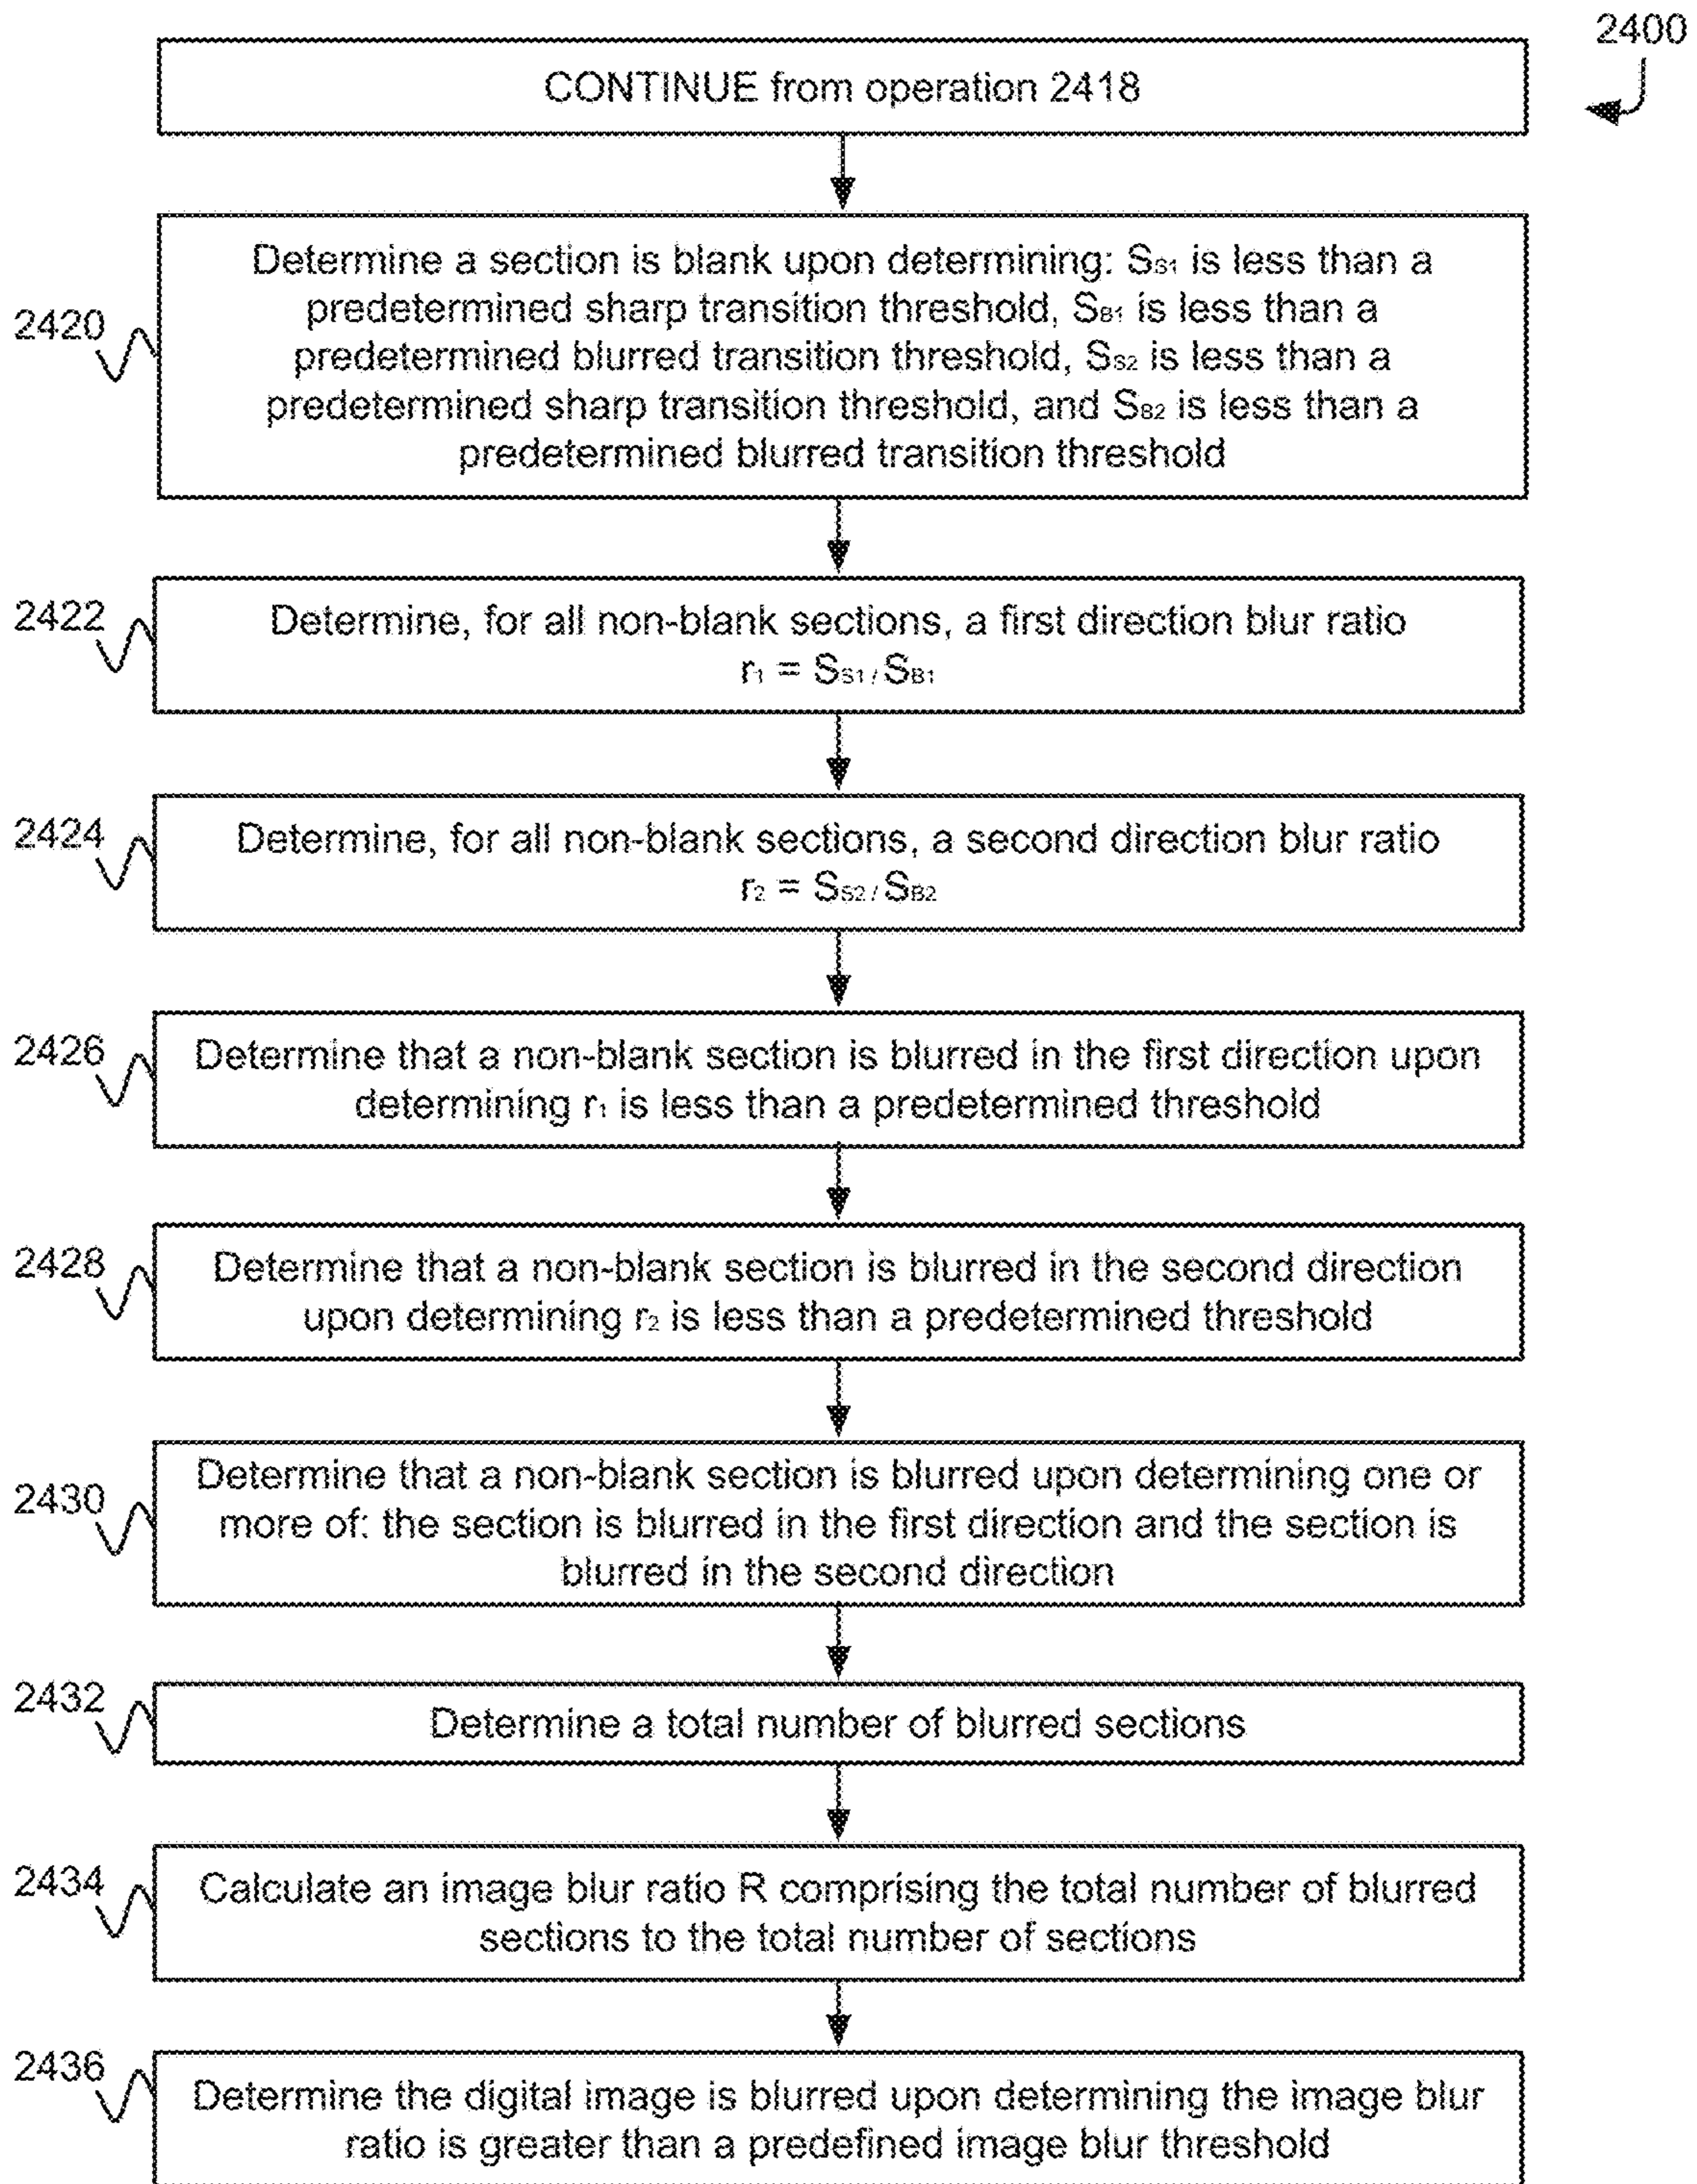 2400
CONTINUE from operation 2418
2420
Determine a section is blank upon determining: SS1 is less than a
predetermined sharp transition threshold, SB1 is less than a
predetermined blurred transition threshold, SS2 is less than a
predetermined sharp transition threshold, and SB2 is less than a
predetermined blurred transition threshold
2422
Determine, for all non-blank sections, a first direction blur ratio
r1 = SS1 / SB1
2424
Determine, for all non-blank sections, a second direction blur ratio
r2 = SS2 / SB2
2426
Determine that a non-blank section is blurred in the first direction upon
determining r1 is less than a predetermined threshold
2428
Determine that a non-blank section is blurred in the second direction
upon determining r2 is less than a predetermined threshold
2430
Determine that a non-blank section is blurred upon determining one or
more of: the section is blurred in the first direction and the section is
blurred in the second direction
2432
Determine a total number of blurred sections
2434
Calculate an image blur ratio R comprising the total number of blurred
sections to the total number of sections
2436
Determine the digital image is blurred upon determining the image blur
ratio is greater than a predefined image blur threshold